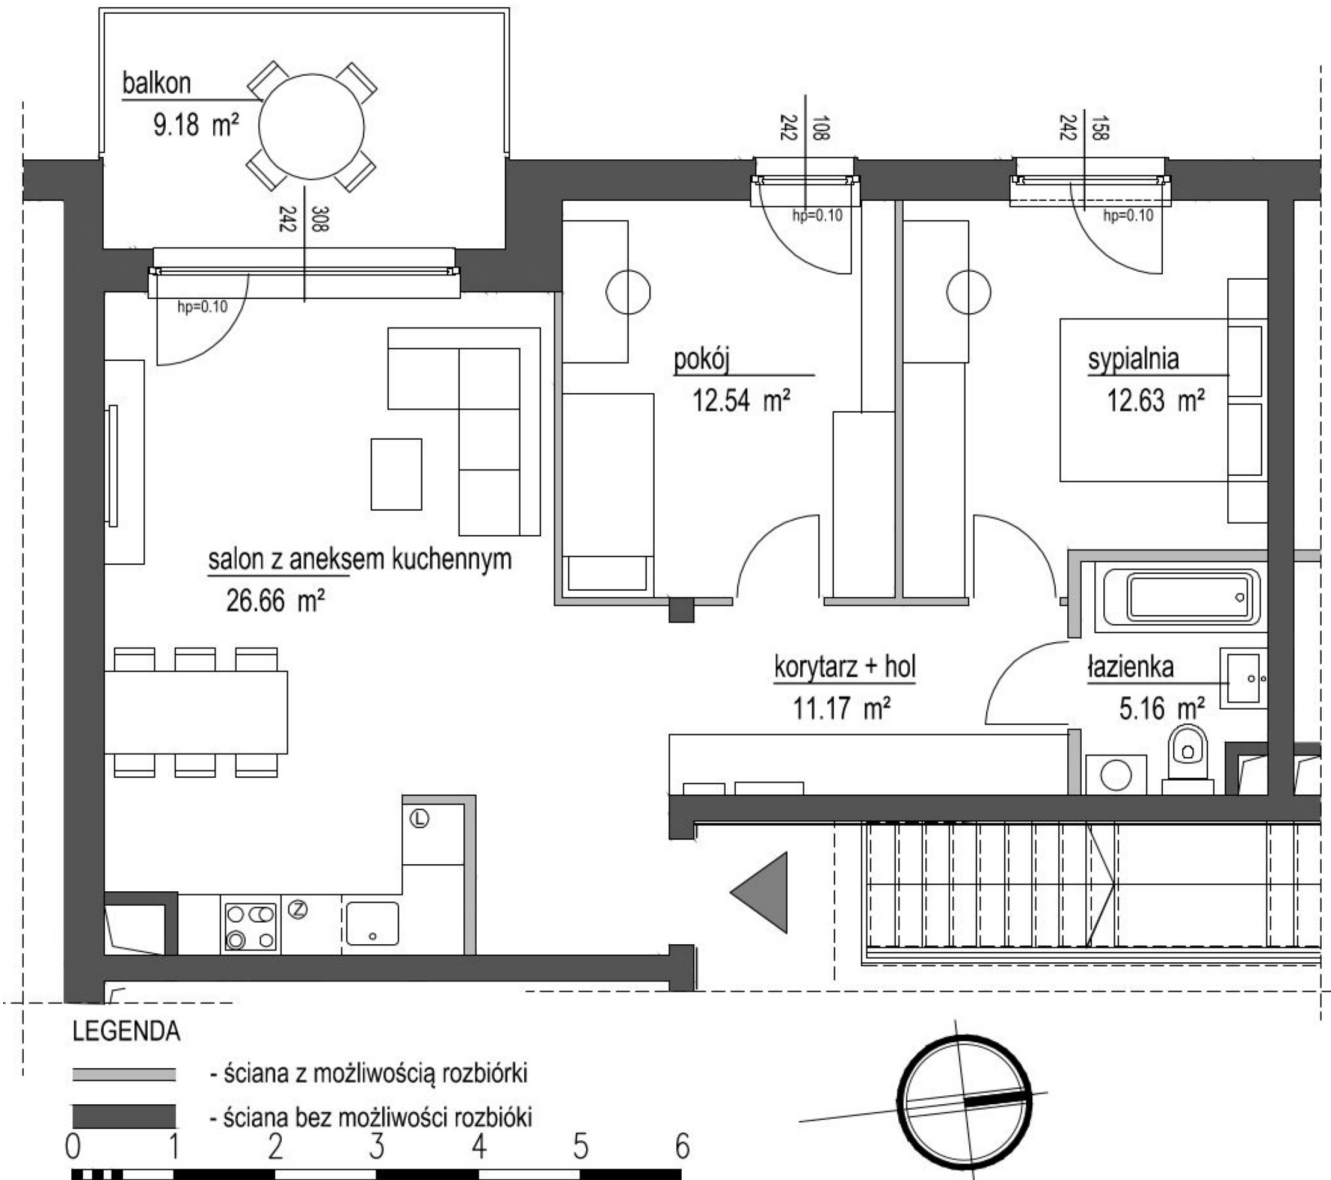 balkon
9.18 m²
308
242
108
242
158
242
hp=0.10
hp=0.10
hp=0.10
pokój
12.54 m²
sypialnia
12.63 m²
salon z aneksem kuchennym
26.66 m²
korytarz + hol
11.17 m²
łazienka
5.16 m²
L
Z
LEGENDA
- ściana z możliwością rozbiórki
- ściana bez możliwości rozbióki
0 1 2 3 4 5 6